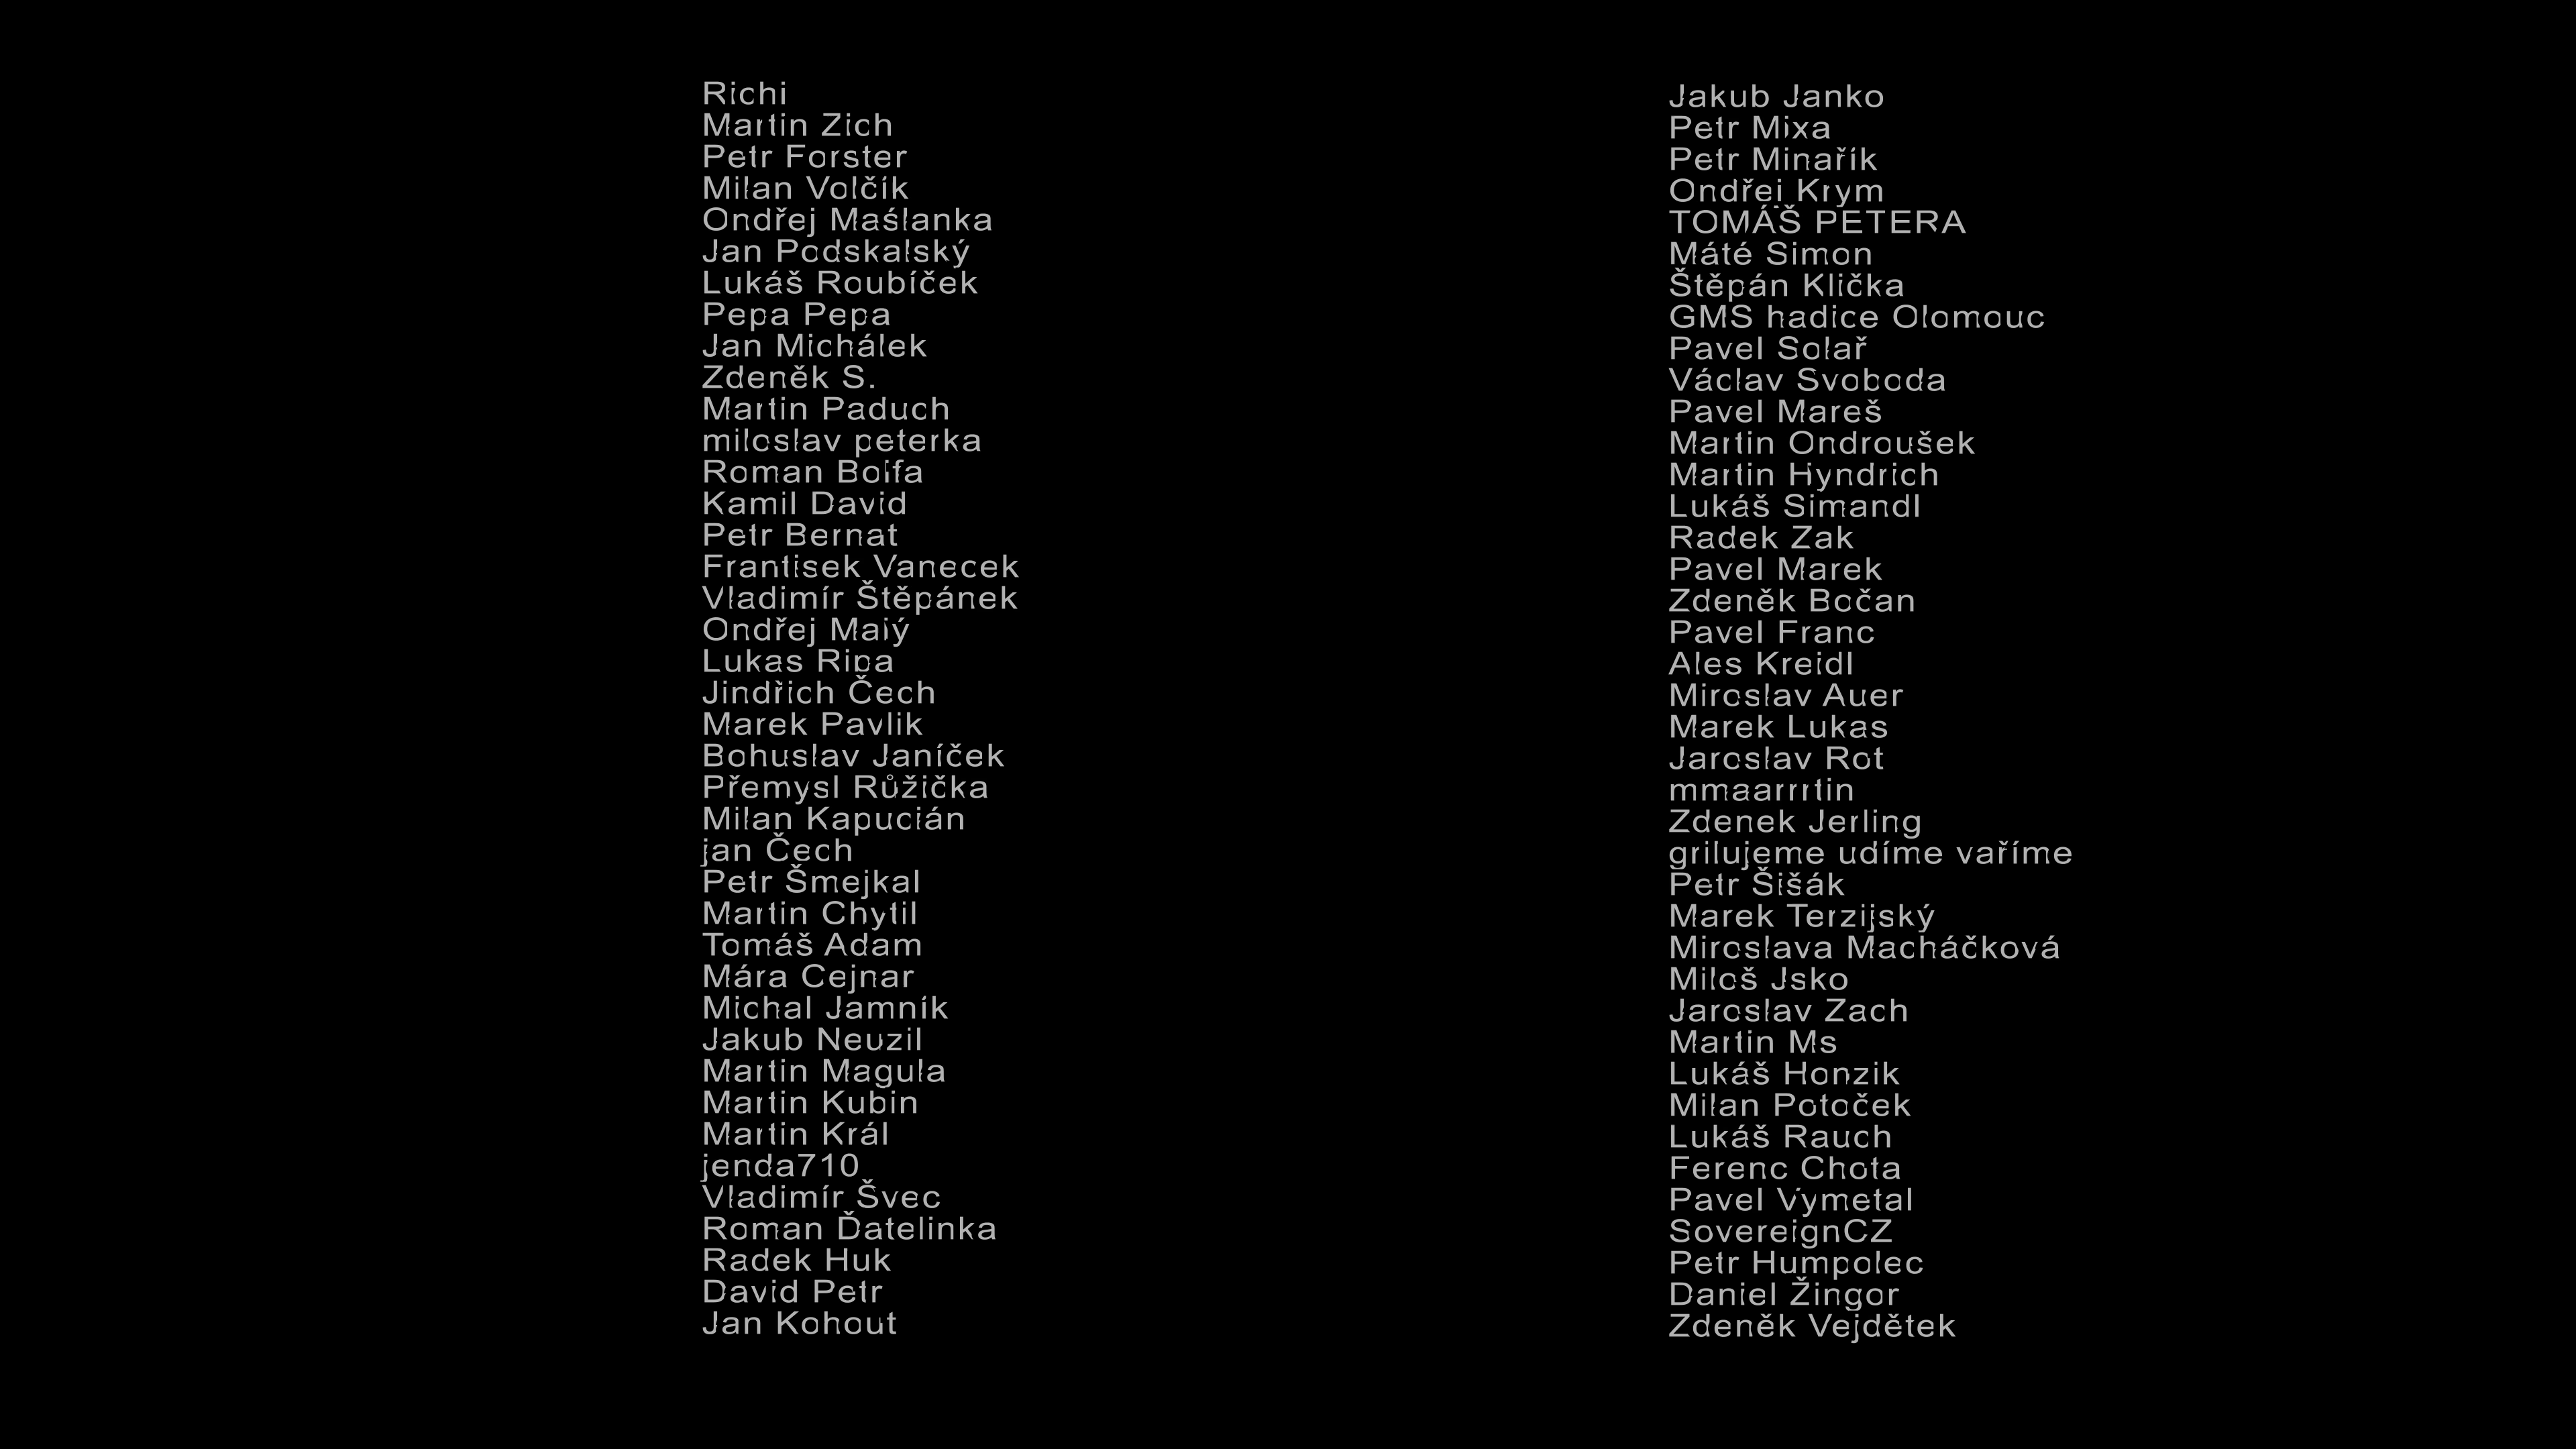 Richi
Martin Zich
Petr Forster
Milan Volčík
Ondřej Maślanka
Jan Podskalský
Lukáš Roubíček
Pepa Pepa
Jan Michálek
Zdeněk S.
Martin Paduch
miloslav peterka
Roman Bolfa
Kamil David
Petr Bernat
Frantisek Vanecek
Vladimír Štěpánek
Ondřej Malý
Lukas Ripa
Jindřich Čech
Marek Pavlik
Bohuslav Janíček
Přemysl Růžička
Milan Kapucián
jan Čech
Petr Šmejkal
Martin Chytil
Tomáš Adam
Mára Cejnar
Michal Jamník
Jakub Neuzil
Martin Magula
Martin Kubin
Martin Král
jenda710
Vladimír Švec
Roman Ďatelinka
Radek Huk
David Petr
Jan Kohout
Jakub Janko
Petr Mixa
Petr Minařík
Ondřej Krym
TOMÁŠ PETERA
Máté Simon
Štěpán Klička
GMS hadice Olomouc
Pavel Solař
Václav Svoboda
Pavel Mareš
Martin Ondroušek
Martin Hyndrich
Lukáš Simandl
Radek Zak
Pavel Marek
Zdeněk Bočan
Pavel Franc
Ales Kreidl
Miroslav Auer
Marek Lukas
Jaroslav Rot
mmaarrrtin
Zdenek Jerling
grilujeme udíme vaříme
Petr Šišák
Marek Terzijský
Miroslava Macháčková
Miloš Jsko
Jaroslav Zach
Martin Ms
Lukáš Honzik
Milan Potoček
Lukáš Rauch
Ferenc Chota
Pavel Vymetal
SovereignCZ
Petr Humpolec
Daniel Žingor
Zdeněk Vejdětek